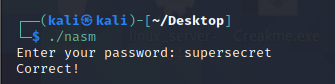 ┌──(kali㉿kali)-[~/Desktop]
└─$ ./nasm
Enter your password: supersecret
Correct!